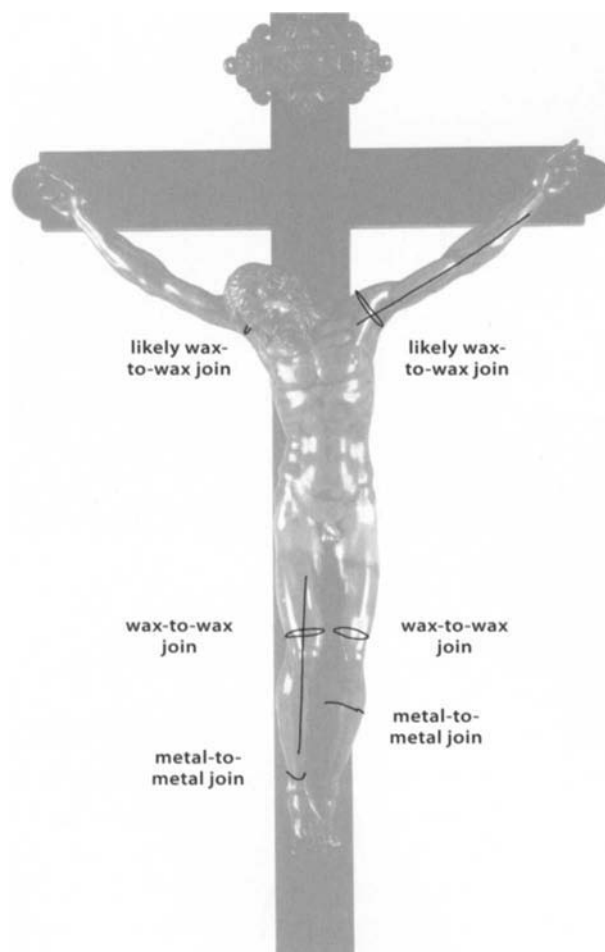 likely wax-
to-wax join
likely wax-
to-wax join
wax-to-wax
join
wax-to-wax
join
metal-to-
metal join
metal-to-
metal join